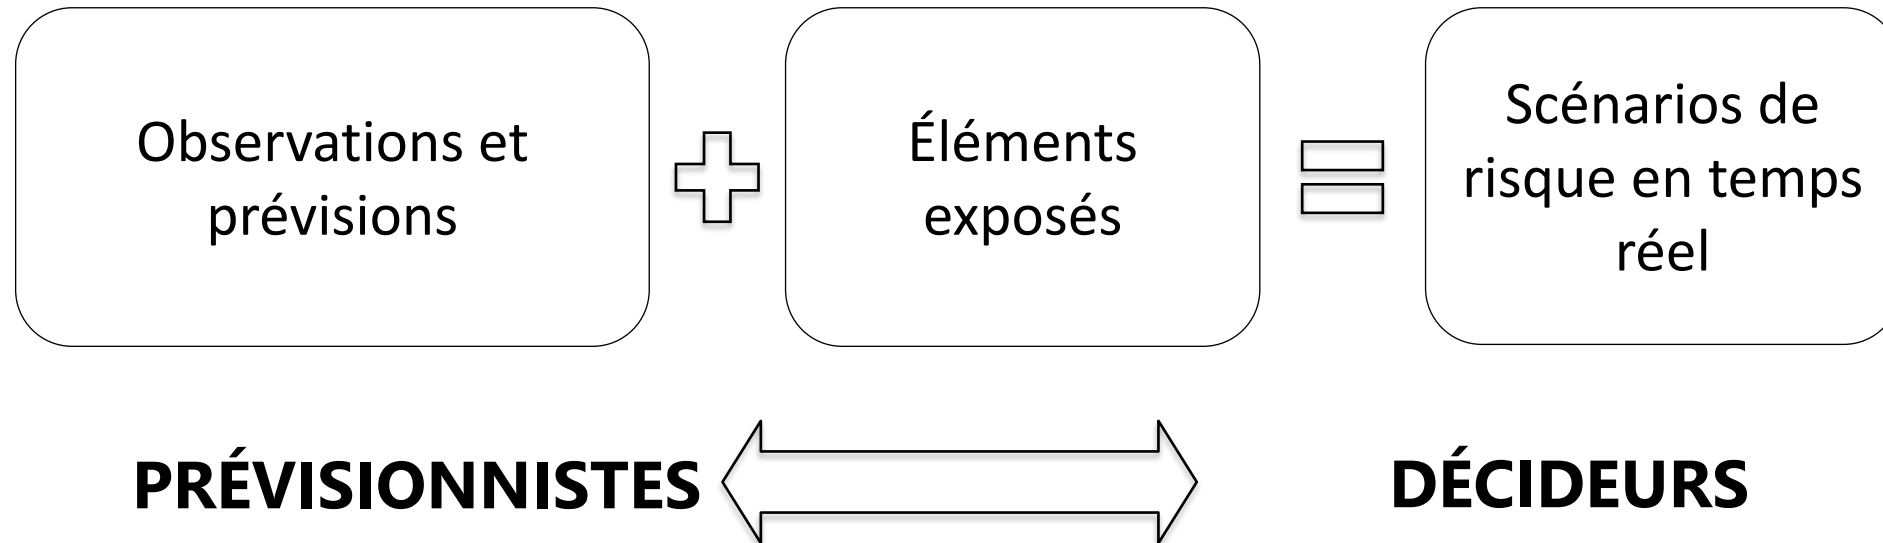 Observations et
prévisions
Éléments
exposés
Scénarios de
risque en temps
réel
PRÉVISIONNISTES
DÉCIDEURS